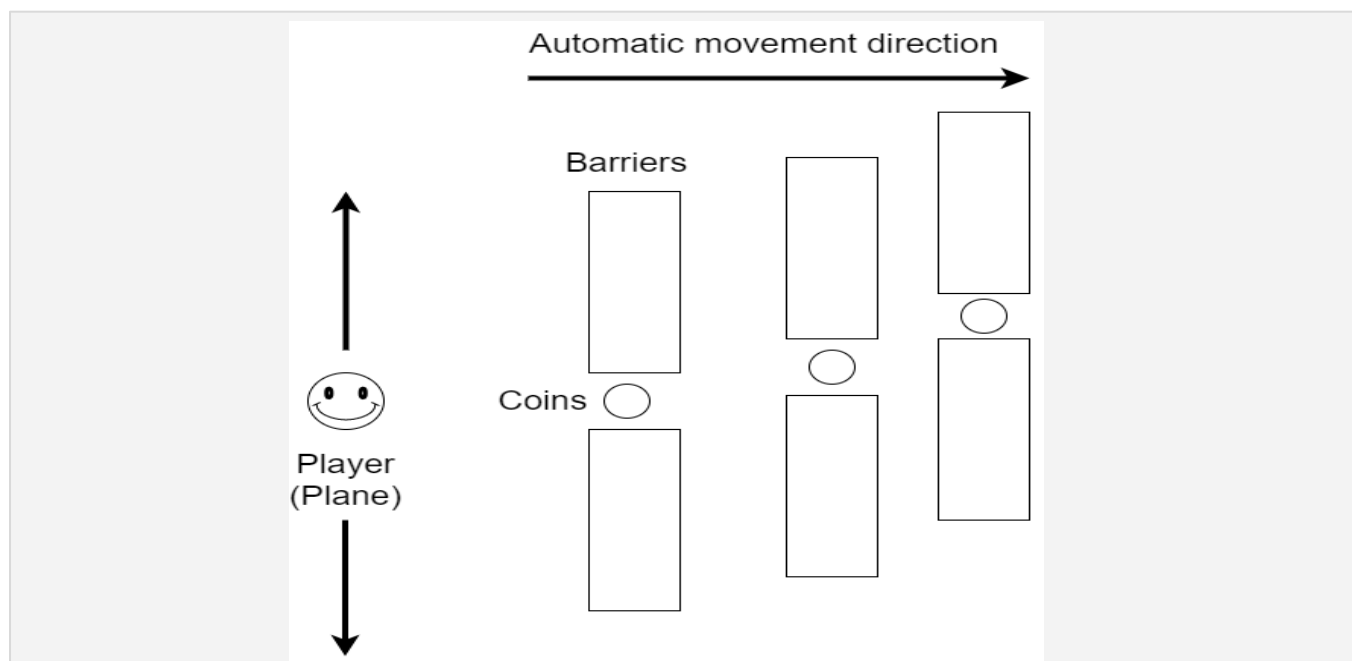 Automatic movement direction
Barriers
Coins
Player
(Plane)